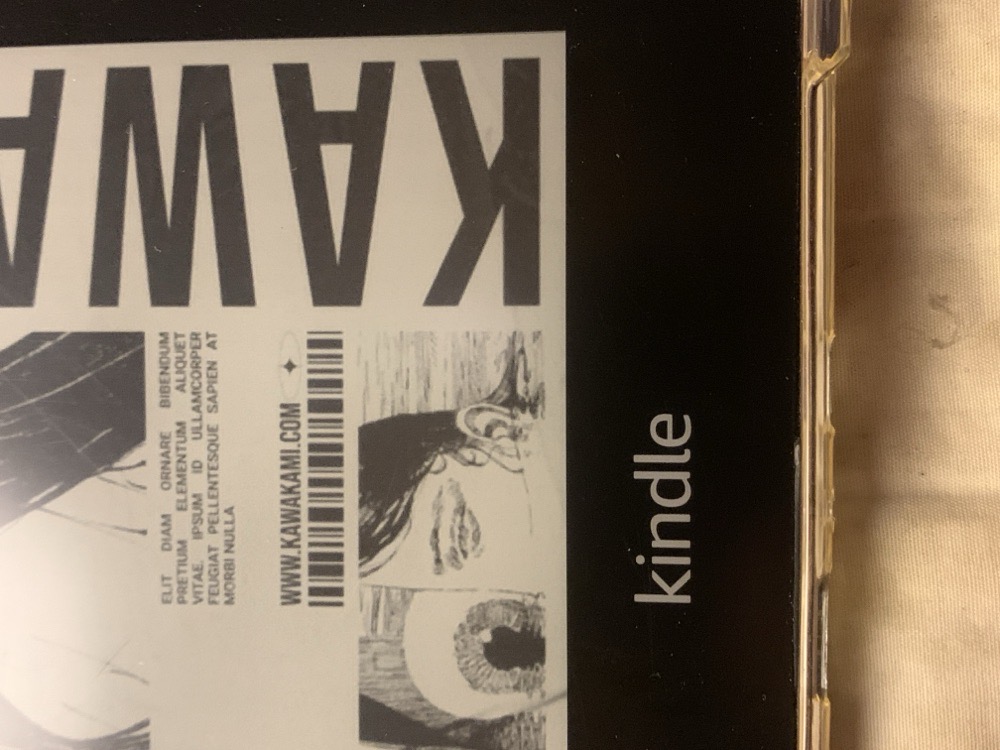 KAWA
ELIT DIAM ORNARE BIBENDUM
PRETIUM ELEMENTUM ALIQUET
VITAE, IPSUM ID ULLAMCORPER
FEUGIAT PELLENTESQUE SAPIEN AT
MORBI NULLA
WWW.KAWAKAMI.COM
kindle